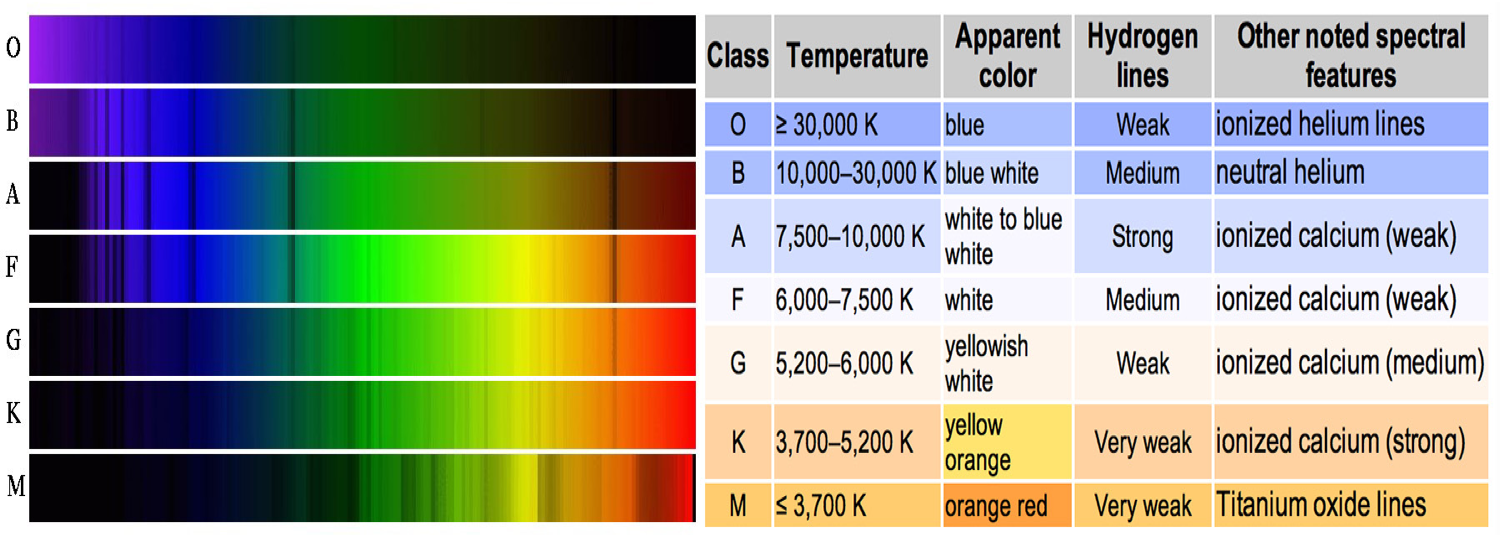 O
B
A
F
G
K
M
Class Temperature Apparent color Hydrogen lines Other noted spectral features
O ≥ 30,000 K blue Weak ionized helium lines
B 10,000–30,000 K blue white Medium neutral helium
A 7,500–10,000 K white to blue white Strong ionized calcium (weak)
F 6,000–7,500 K white Medium ionized calcium (weak)
G 5,200–6,000 K yellowish white Weak ionized calcium (medium)
K 3,700–5,200 K yellow orange Very weak ionized calcium (strong)
M ≤ 3,700 K orange red Very weak Titanium oxide lines